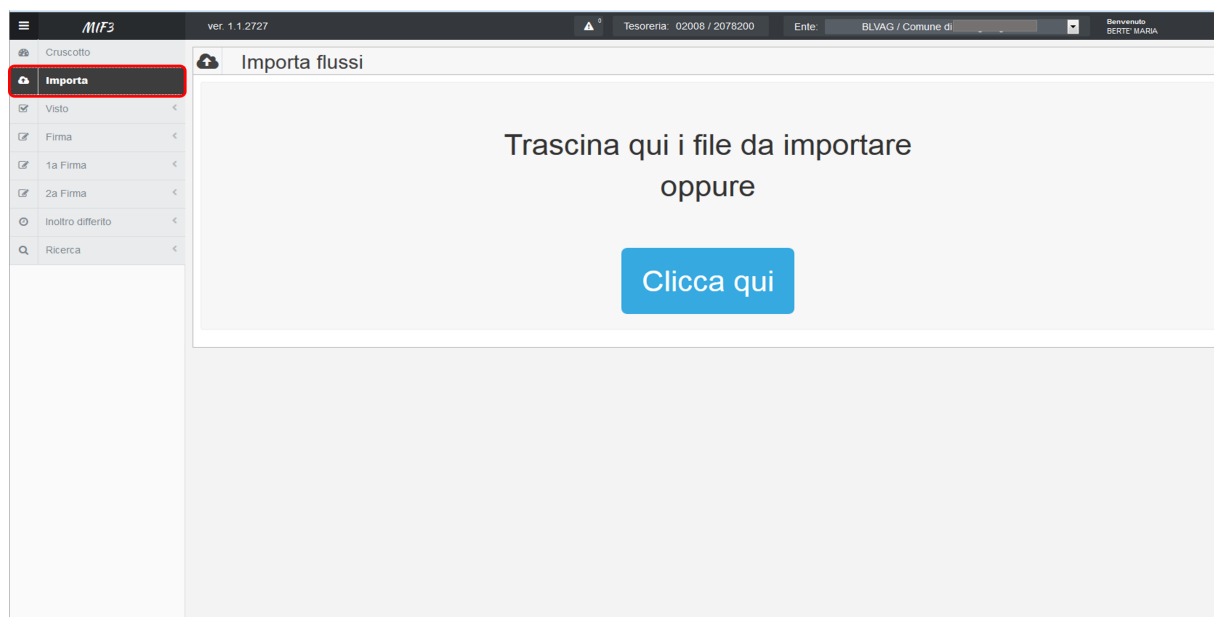 MIF3
ver. 1.1.2727
0
Tesoreria: 02008 / 2078200
Ente: BLVAG / Comune di
Benvenuto
BERTE' MARIA
Cruscotto
Importa
Visto
Firma
1a Firma
2a Firma
Inoltro differito
Ricerca
Importa flussi
Trascina qui i file da importare
oppure
Clicca qui